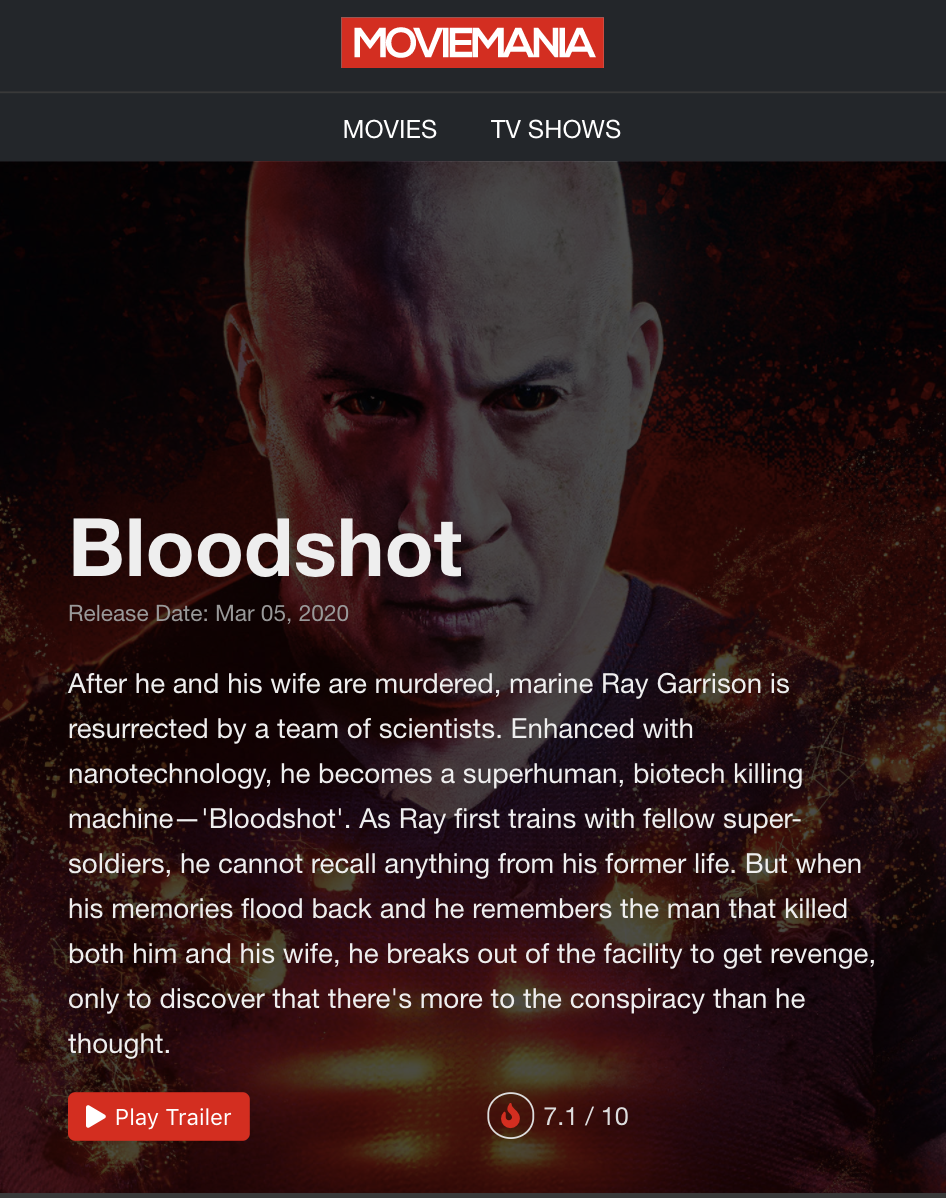 MOVIEMANIA
MOVIES TV SHOWS
Bloodshot
Release Date: Mar 05, 2020
After he and his wife are murdered, marine Ray Garrison is
resurrected by a team of scientists. Enhanced with
nanotechnology, he becomes a superhuman, biotech killing
machine—'Bloodshot'. As Ray first trains with fellow super-
soldiers, he cannot recall anything from his former life. But when
his memories flood back and he remembers the man that killed
both him and his wife, he breaks out of the facility to get revenge,
only to discover that there's more to the conspiracy than he
thought.
Play Trailer 7.1 / 10